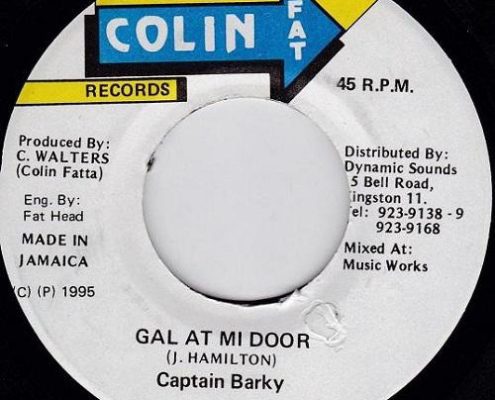 COLIN
FAT
RECORDS
45 R.P.M.
Produced By:
C. WALTERS
(Colin Fatta)
Eng. By:
Fat Head
MADE IN
JAMAICA
(C) (P) 1995
Distributed By:
Dynamic Sounds
5 Bell Road,
ingston 11.
el: 923-9138 - 9
923-9168
Mixed At:
Music Works
GAL AT MI DOOR
(J. HAMILTON)
Captain Barky